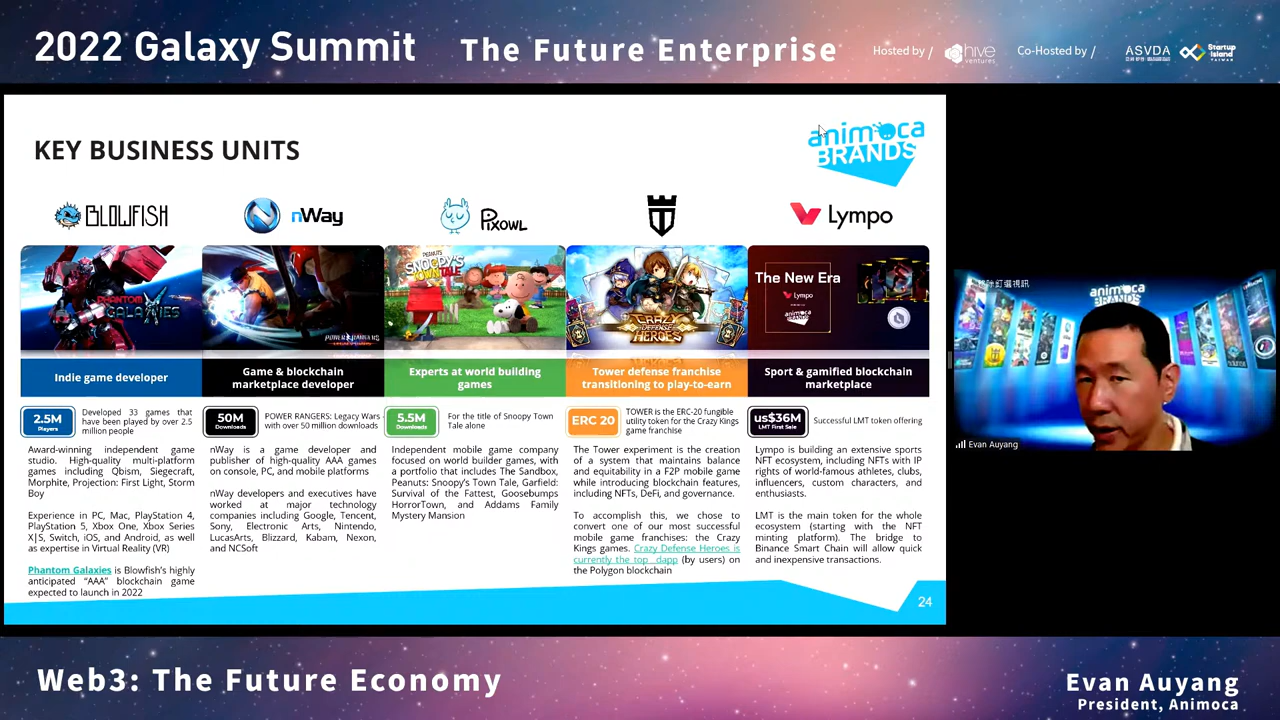 2022 Galaxy Summit
The Future Enterprise
Hosted by /
hive
ventures
Co-Hosted by /
ASVDA
Startup
Island
TAIWAN
KEY BUSINESS UNITS
animoca
BRANDS
BLOWFISH
nWay
PIXOWL
Lympo
PHANTOM
GALAXIES
POWER RANGERS
PEANUTS
SNOOPY'S
TOWN TALE
CRAZY
DEFENSE
HEROES
The New Era
Lympo
animoca
BRANDS
Indie game developer
Game & blockchain
marketplace developer
Experts at world building
games
Tower defense franchise
transitioning to play-to-earn
Sport & gamified blockchain
marketplace
2.5M
Players
Developed 33 games that
have been played by over 2.5
million people
50M
Downloads
POWER RANGERS: Legacy Wars
with over 50 million downloads
5.5M
Downloads
For the title of Snoopy Town
Tale alone
ERC 20
TOWER is the ERC-20 fungible
utility token for the Crazy Kings
game franchise
us$36M
LMT First Sale
Successful LMT token offering
Award-winning independent game
studio. High-quality multi-platform
games including Qbism, Siegecraft,
Morphite, Projection: First Light, Storm
Boy
Experience in PC, Mac, PlayStation 4,
PlayStation 5, Xbox One, Xbox Series
X|S, Switch, iOS, and Android, as well
as expertise in Virtual Reality (VR)
Phantom Galaxies is Blowfish's highly
anticipated "AAA" blockchain game
expected to launch in 2022
nWay is a game developer and
publisher of high-quality AAA games
on console, PC, and mobile platforms
nWay developers and executives have
worked at major technology
companies including Google, Tencent,
Sony, Electronic Arts, Nintendo,
LucasArts, Blizzard, Kabam, Nexon,
and NCSoft
Independent mobile game company
focused on world builder games, with
a portfolio that includes The Sandbox,
Peanuts: Snoopy's Town Tale, Garfield:
Survival of the Fattest, Goosebumps
HorrorTown, and Addams Family
Mystery Mansion
The Tower experiment is the creation
of a system that maintains balance
and equitability in a F2P mobile game
while introducing blockchain features,
including NFTs, DeFi, and governance.
To accomplish this, we chose to
convert one of our most successful
mobile game franchises: the Crazy
Kings games. Crazy Defense Heroes is
currently the top dapp (by users) on
the Polygon blockchain
Lympo is building an extensive sports
NFT ecosystem, including NFTs with IP
rights of world-famous athletes, clubs,
influencers, custom characters, and
enthusiasts.
LMT is the main token for the whole
ecosystem (starting with the NFT
minting platform). The bridge to
Binance Smart Chain will allow quick
and inexpensive transactions.
24
移除釘選視訊
animoca
BRANDS
Evan Auyang
Web3: The Future Economy
Evan Auyang
President, Animoca